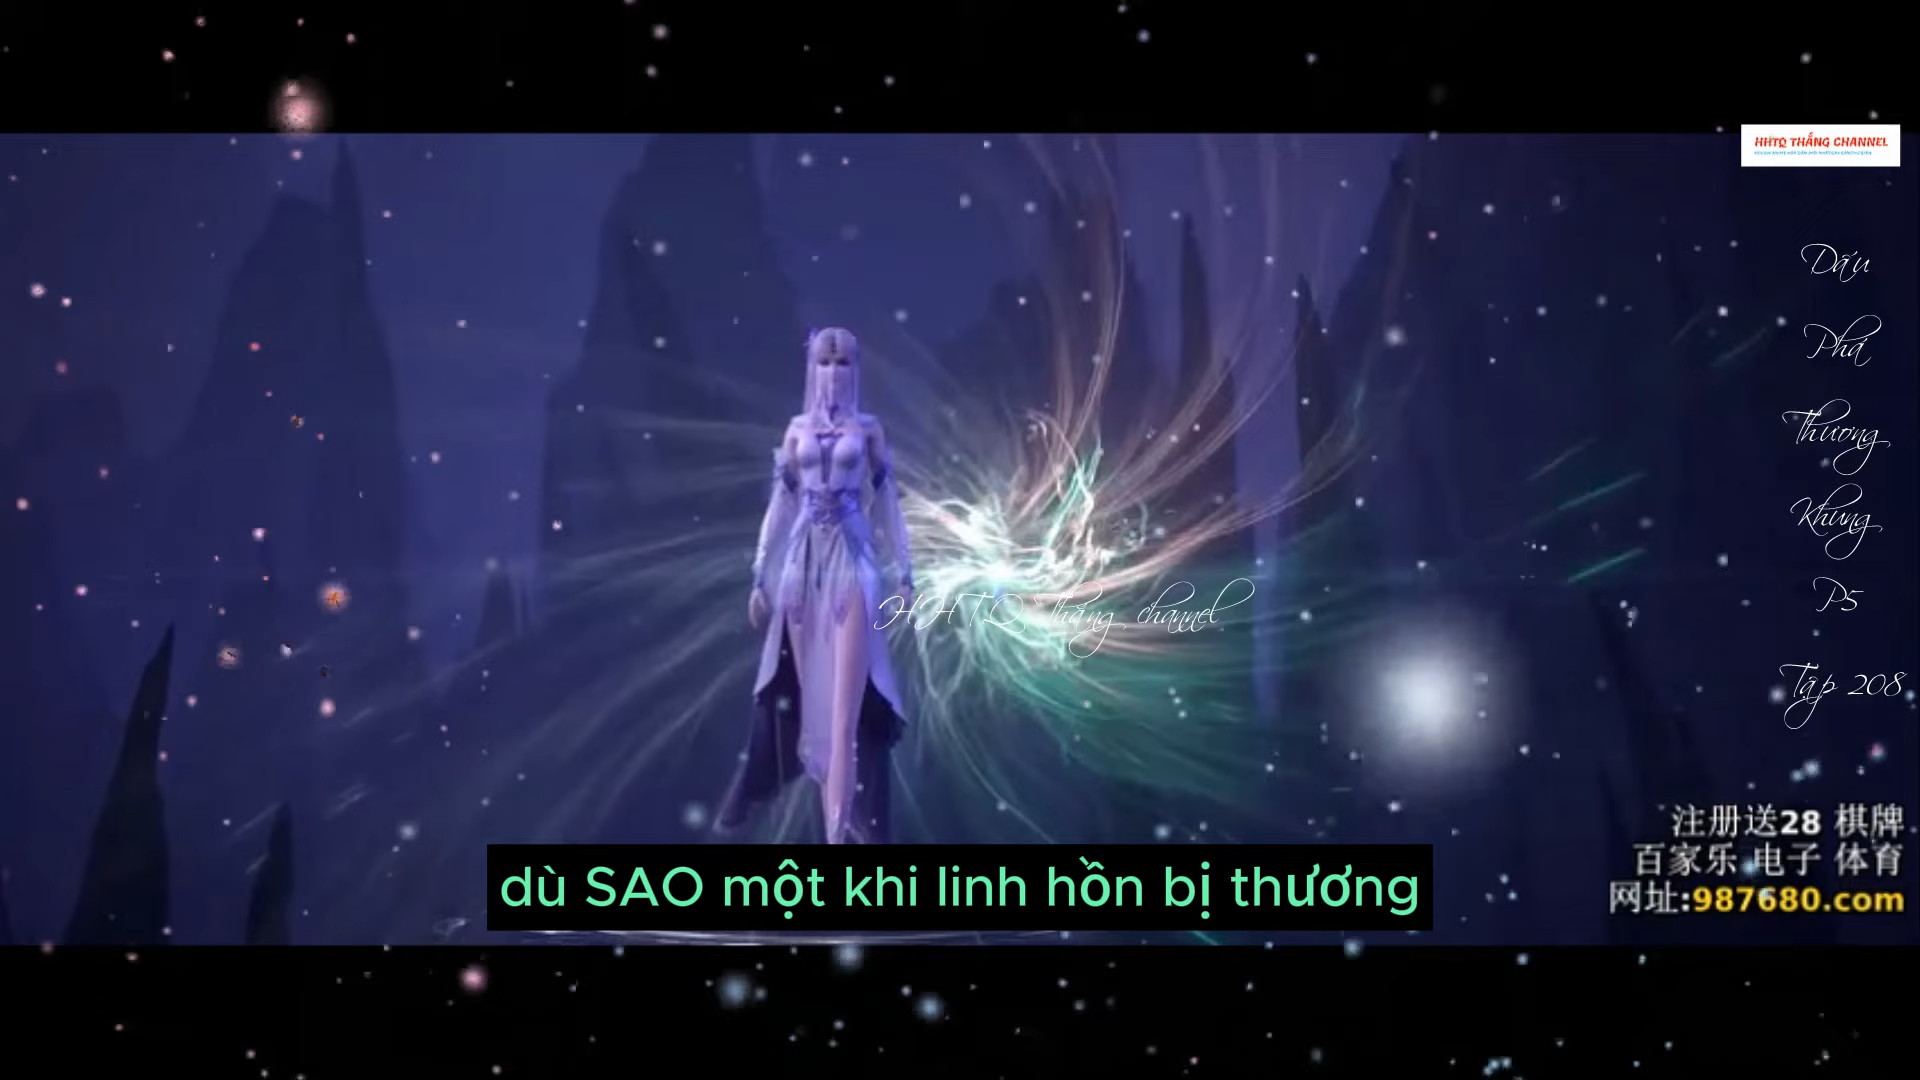 HHTQ THẮNG CHANNEL
Dấu
Phá
Thương
Khung
P5
HHTQ Thắng channel
Tập 208
注册送28 棋牌
百家乐 电子 体育
网址:987680.com
dù SAO một khi linh hồn bị thương